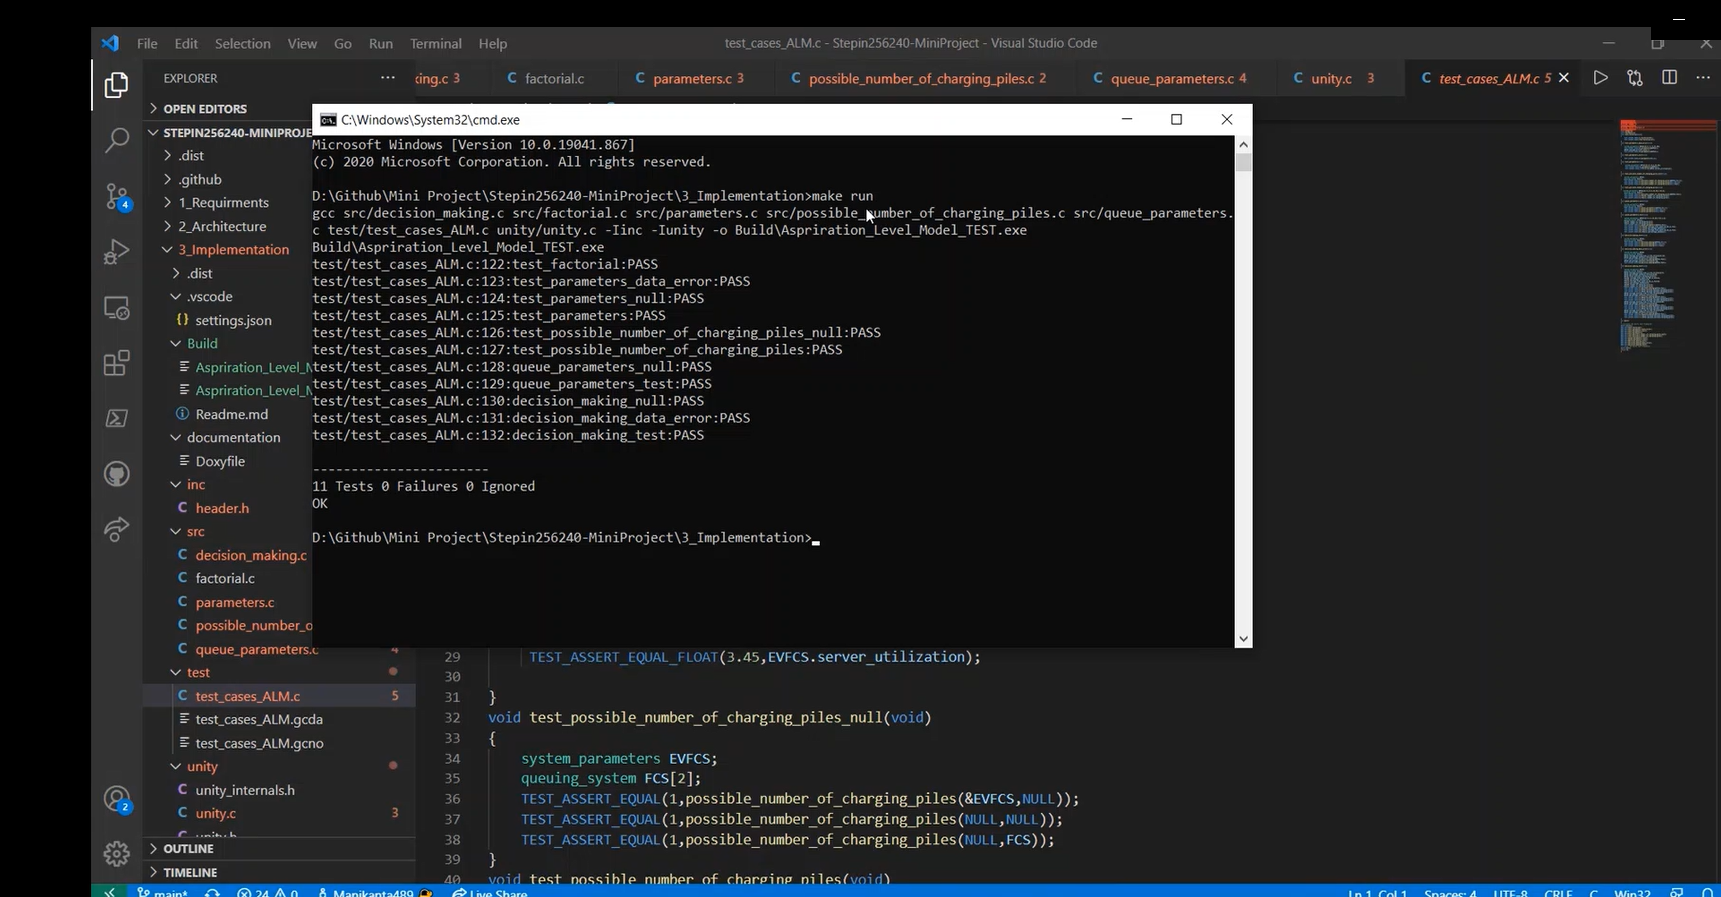 File Edit Selection View Go Run Terminal Help
test_cases_ALM.c - Stepin256240-MiniProject - Visual Studio Code
EXPLORER
king.c 3 factorial.c parameters.c 3 possible_number_of_charging_piles.c 2 queue_parameters.c 4 unity.c 3 test_cases_ALM.c 5
OPEN EDITORS
STEPIN256240-MINIPROJE
.dist
.github
1_Requirments
2_Architecture
3_Implementation
.dist
.vscode
settings.json
Build
Aspriration_Level_M
Aspriration_Level_M
Readme.md
documentation
Doxyfile
inc
header.h
src
decision_making.c
factorial.c
parameters.c
possible_number_o
queue_parameters.c 4
test
test_cases_ALM.c 5
test_cases_ALM.gcda
test_cases_ALM.gcno
unity
unity_internals.h
unity.c 3
unity.h
OUTLINE
TIMELINE
4
2
C:\Windows\System32\cmd.exe
Microsoft Windows [Version 10.0.19041.867]
(c) 2020 Microsoft Corporation. All rights reserved.
D:\Github\Mini Project\Stepin256240-MiniProject\3_Implementation>make run
gcc src/decision_making.c src/factorial.c src/parameters.c src/possible_number_of_charging_piles.c src/queue_parameters.
c test/test_cases_ALM.c unity/unity.c -Iinc -Iunity -o Build\Aspriration_Level_Model_TEST.exe
Build\Aspriration_Level_Model_TEST.exe
test/test_cases_ALM.c:122:test_factorial:PASS
test/test_cases_ALM.c:123:test_parameters_data_error:PASS
test/test_cases_ALM.c:124:test_parameters_null:PASS
test/test_cases_ALM.c:125:test_parameters:PASS
test/test_cases_ALM.c:126:test_possible_number_of_charging_piles_null:PASS
test/test_cases_ALM.c:127:test_possible_number_of_charging_piles:PASS
test/test_cases_ALM.c:128:queue_parameters_null:PASS
test/test_cases_ALM.c:129:queue_parameters_test:PASS
test/test_cases_ALM.c:130:decision_making_null:PASS
test/test_cases_ALM.c:131:decision_making_data_error:PASS
test/test_cases_ALM.c:132:decision_making_test:PASS
-----------------------
11 Tests 0 Failures 0 Ignored
OK
D:\Github\Mini Project\Stepin256240-MiniProject\3_Implementation>
29 TEST_ASSERT_EQUAL_FLOAT(3.45,EVFCS.server_utilization);
30
31 }
32 void test_possible_number_of_charging_piles_null(void)
33 {
34 system_parameters EVFCS;
35 queuing_system FCS[2];
36 TEST_ASSERT_EQUAL(1,possible_number_of_charging_piles(&EVFCS,NULL));
37 TEST_ASSERT_EQUAL(1,possible_number_of_charging_piles(NULL,NULL));
38 TEST_ASSERT_EQUAL(1,possible_number_of_charging_piles(NULL,FCS));
39 }
40 void test_possible_number_of_charging_piles(void)
main* 24 0 Manikanta489 Live Share Ln 1, Col 1 Spaces: 4 UTF-8 CRLF C Win32